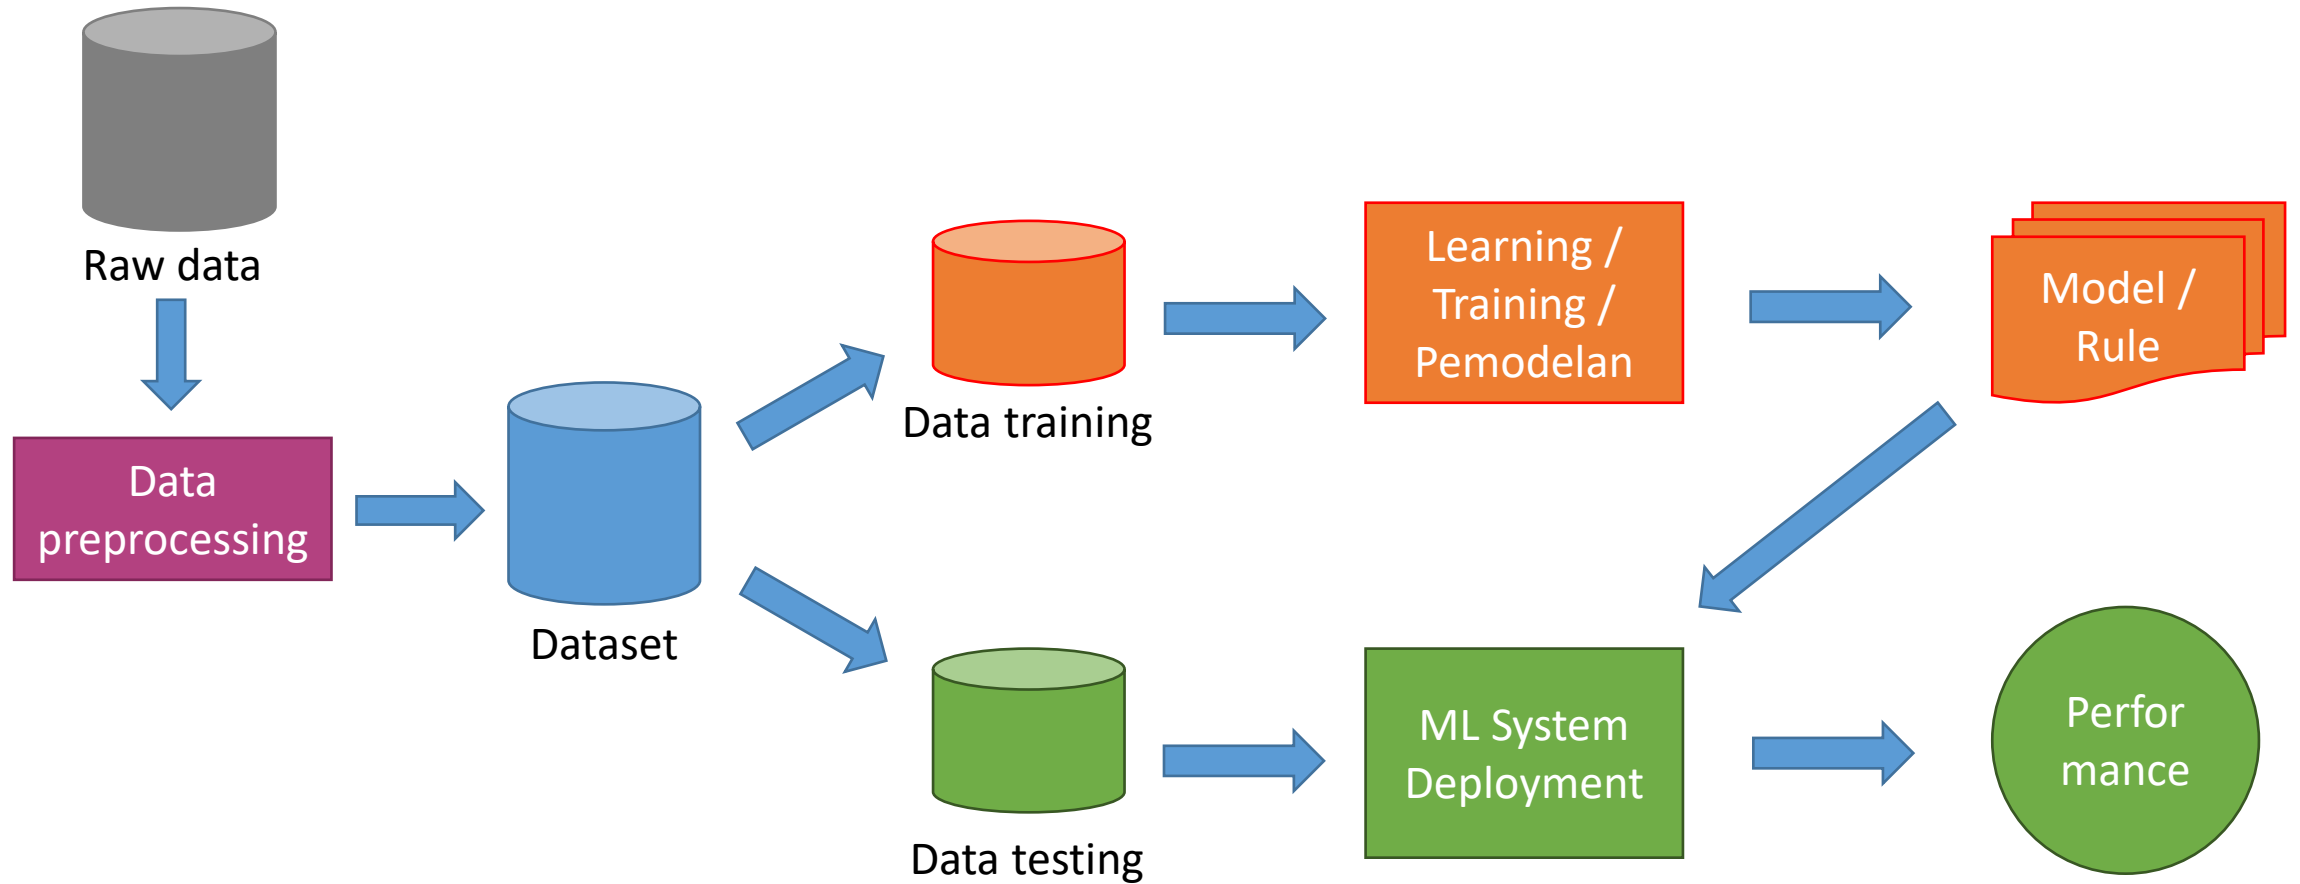 Raw data
Data
preprocessing
Dataset
Data training
Learning /
Training /
Pemodelan
Model /
Rule
Data testing
ML System
Deployment
Perfor
mance